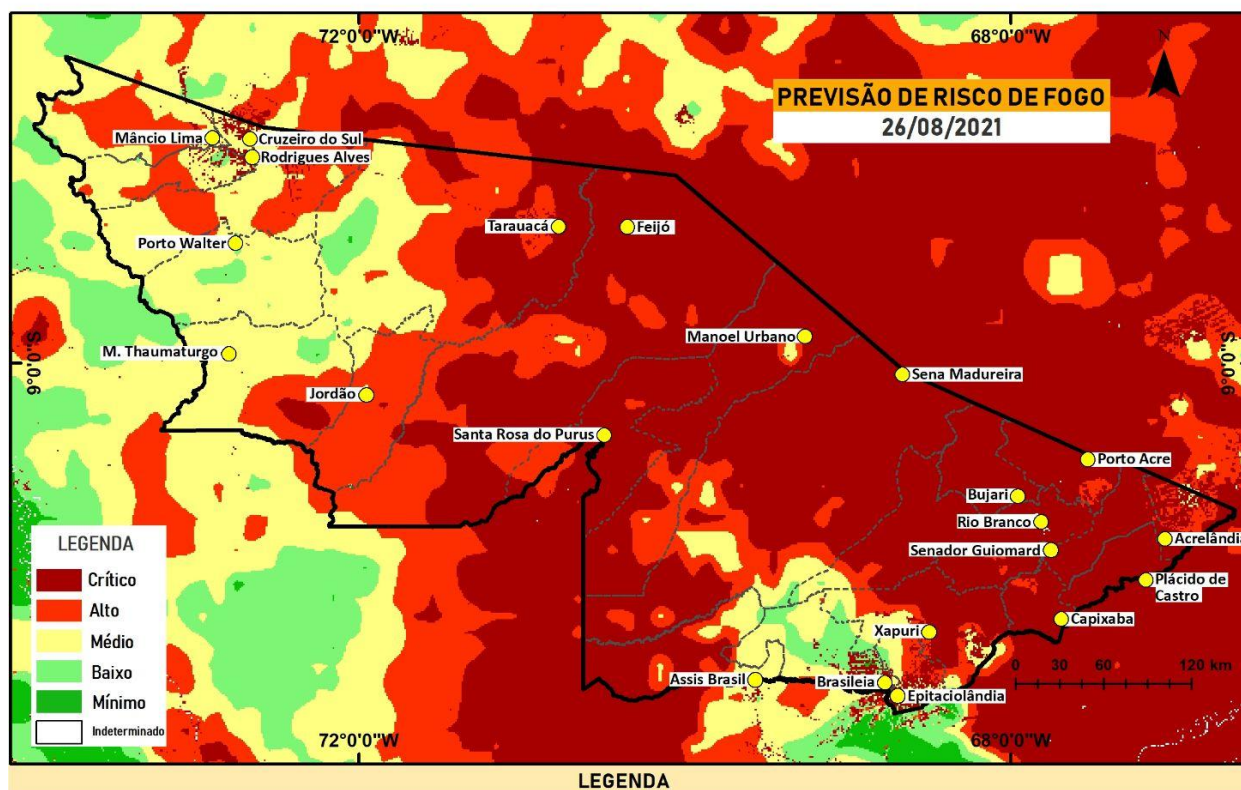 72°0'0"W
68°0'0"W
N
PREVISÃO DE RISCO DE FOGO
26/08/2021
Mâncio Lima
Cruzeiro do Sul
Rodrigues Alves
Porto Walter
Tarauacá
Feijó
M. Thaumaturgo
Manoel Urbano
9°0'0"S
9°0'0"S
Sena Madureira
Jordão
Santa Rosa do Purus
Porto Acre
Bujari
Rio Branco
Acrelândia
Senador Guiomard
Plácido de
Castro
Capixaba
Xapuri
Assis Brasil
Brasileia
Epitaciolândia
0 30 60 120 km
LEGENDA
Crítico
Alto
Médio
Baixo
Mínimo
Indeterminado
72°0'0"W
68°0'0"W
LEGENDA